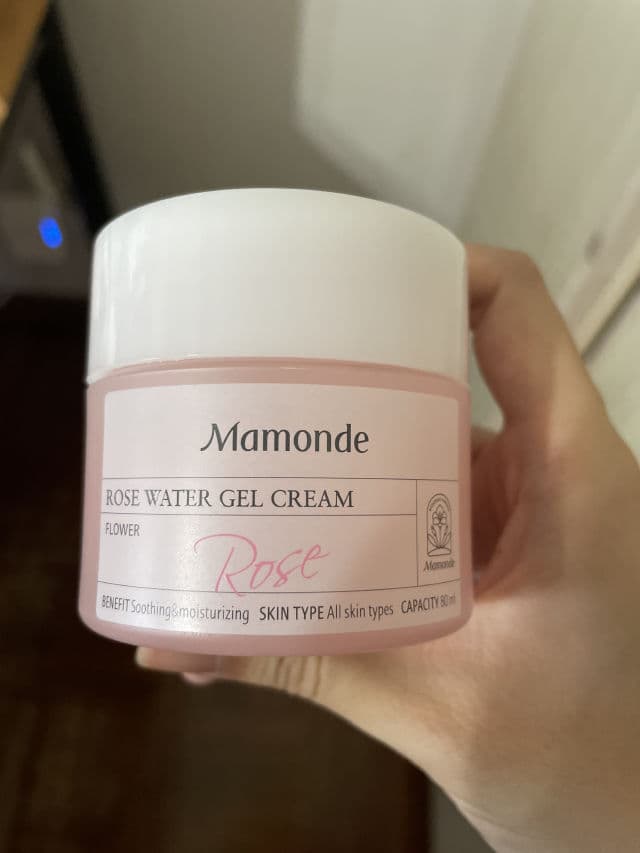 Mamonde
ROSE WATER GEL CREAM
FLOWER
Rose
Mamonde
BENEFIT Soothing&moisturizing SKIN TYPE All skin types CAPACITY 80 ml